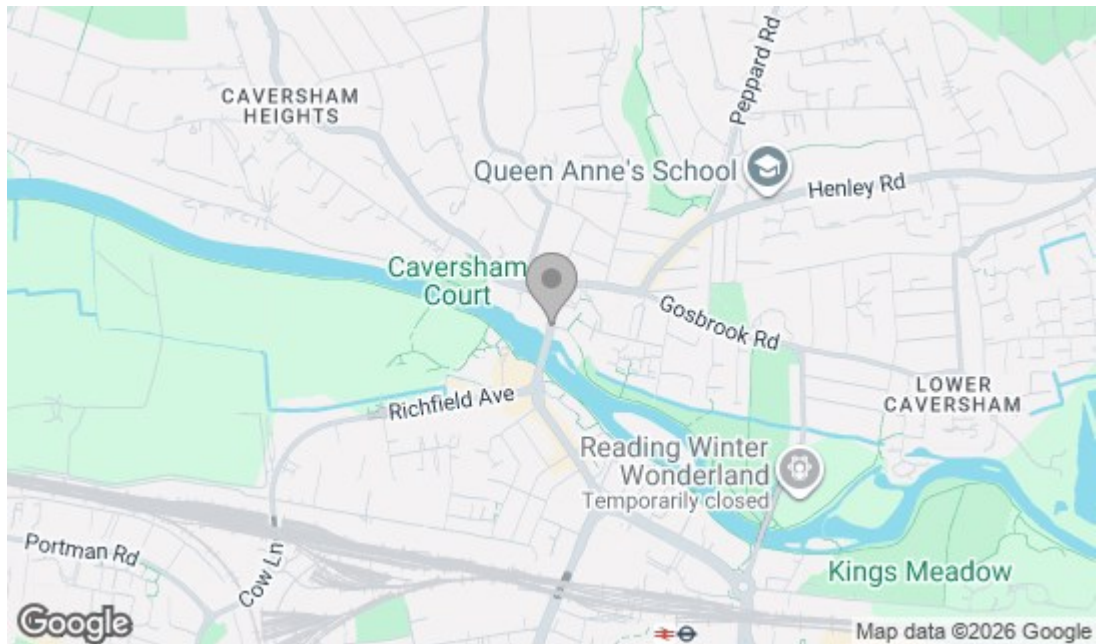 Peppard Rd
CAVERSHAM
HEIGHTS
Queen Anne's School
Henley Rd
Caversham
Court
Gosbrook Rd
Richfield Ave
LOWER
CAVERSHAM
Reading Winter
Wonderland
Temporarily closed
Portman Rd
Cow Ln
Kings Meadow
Google
Map data ©2026 Google